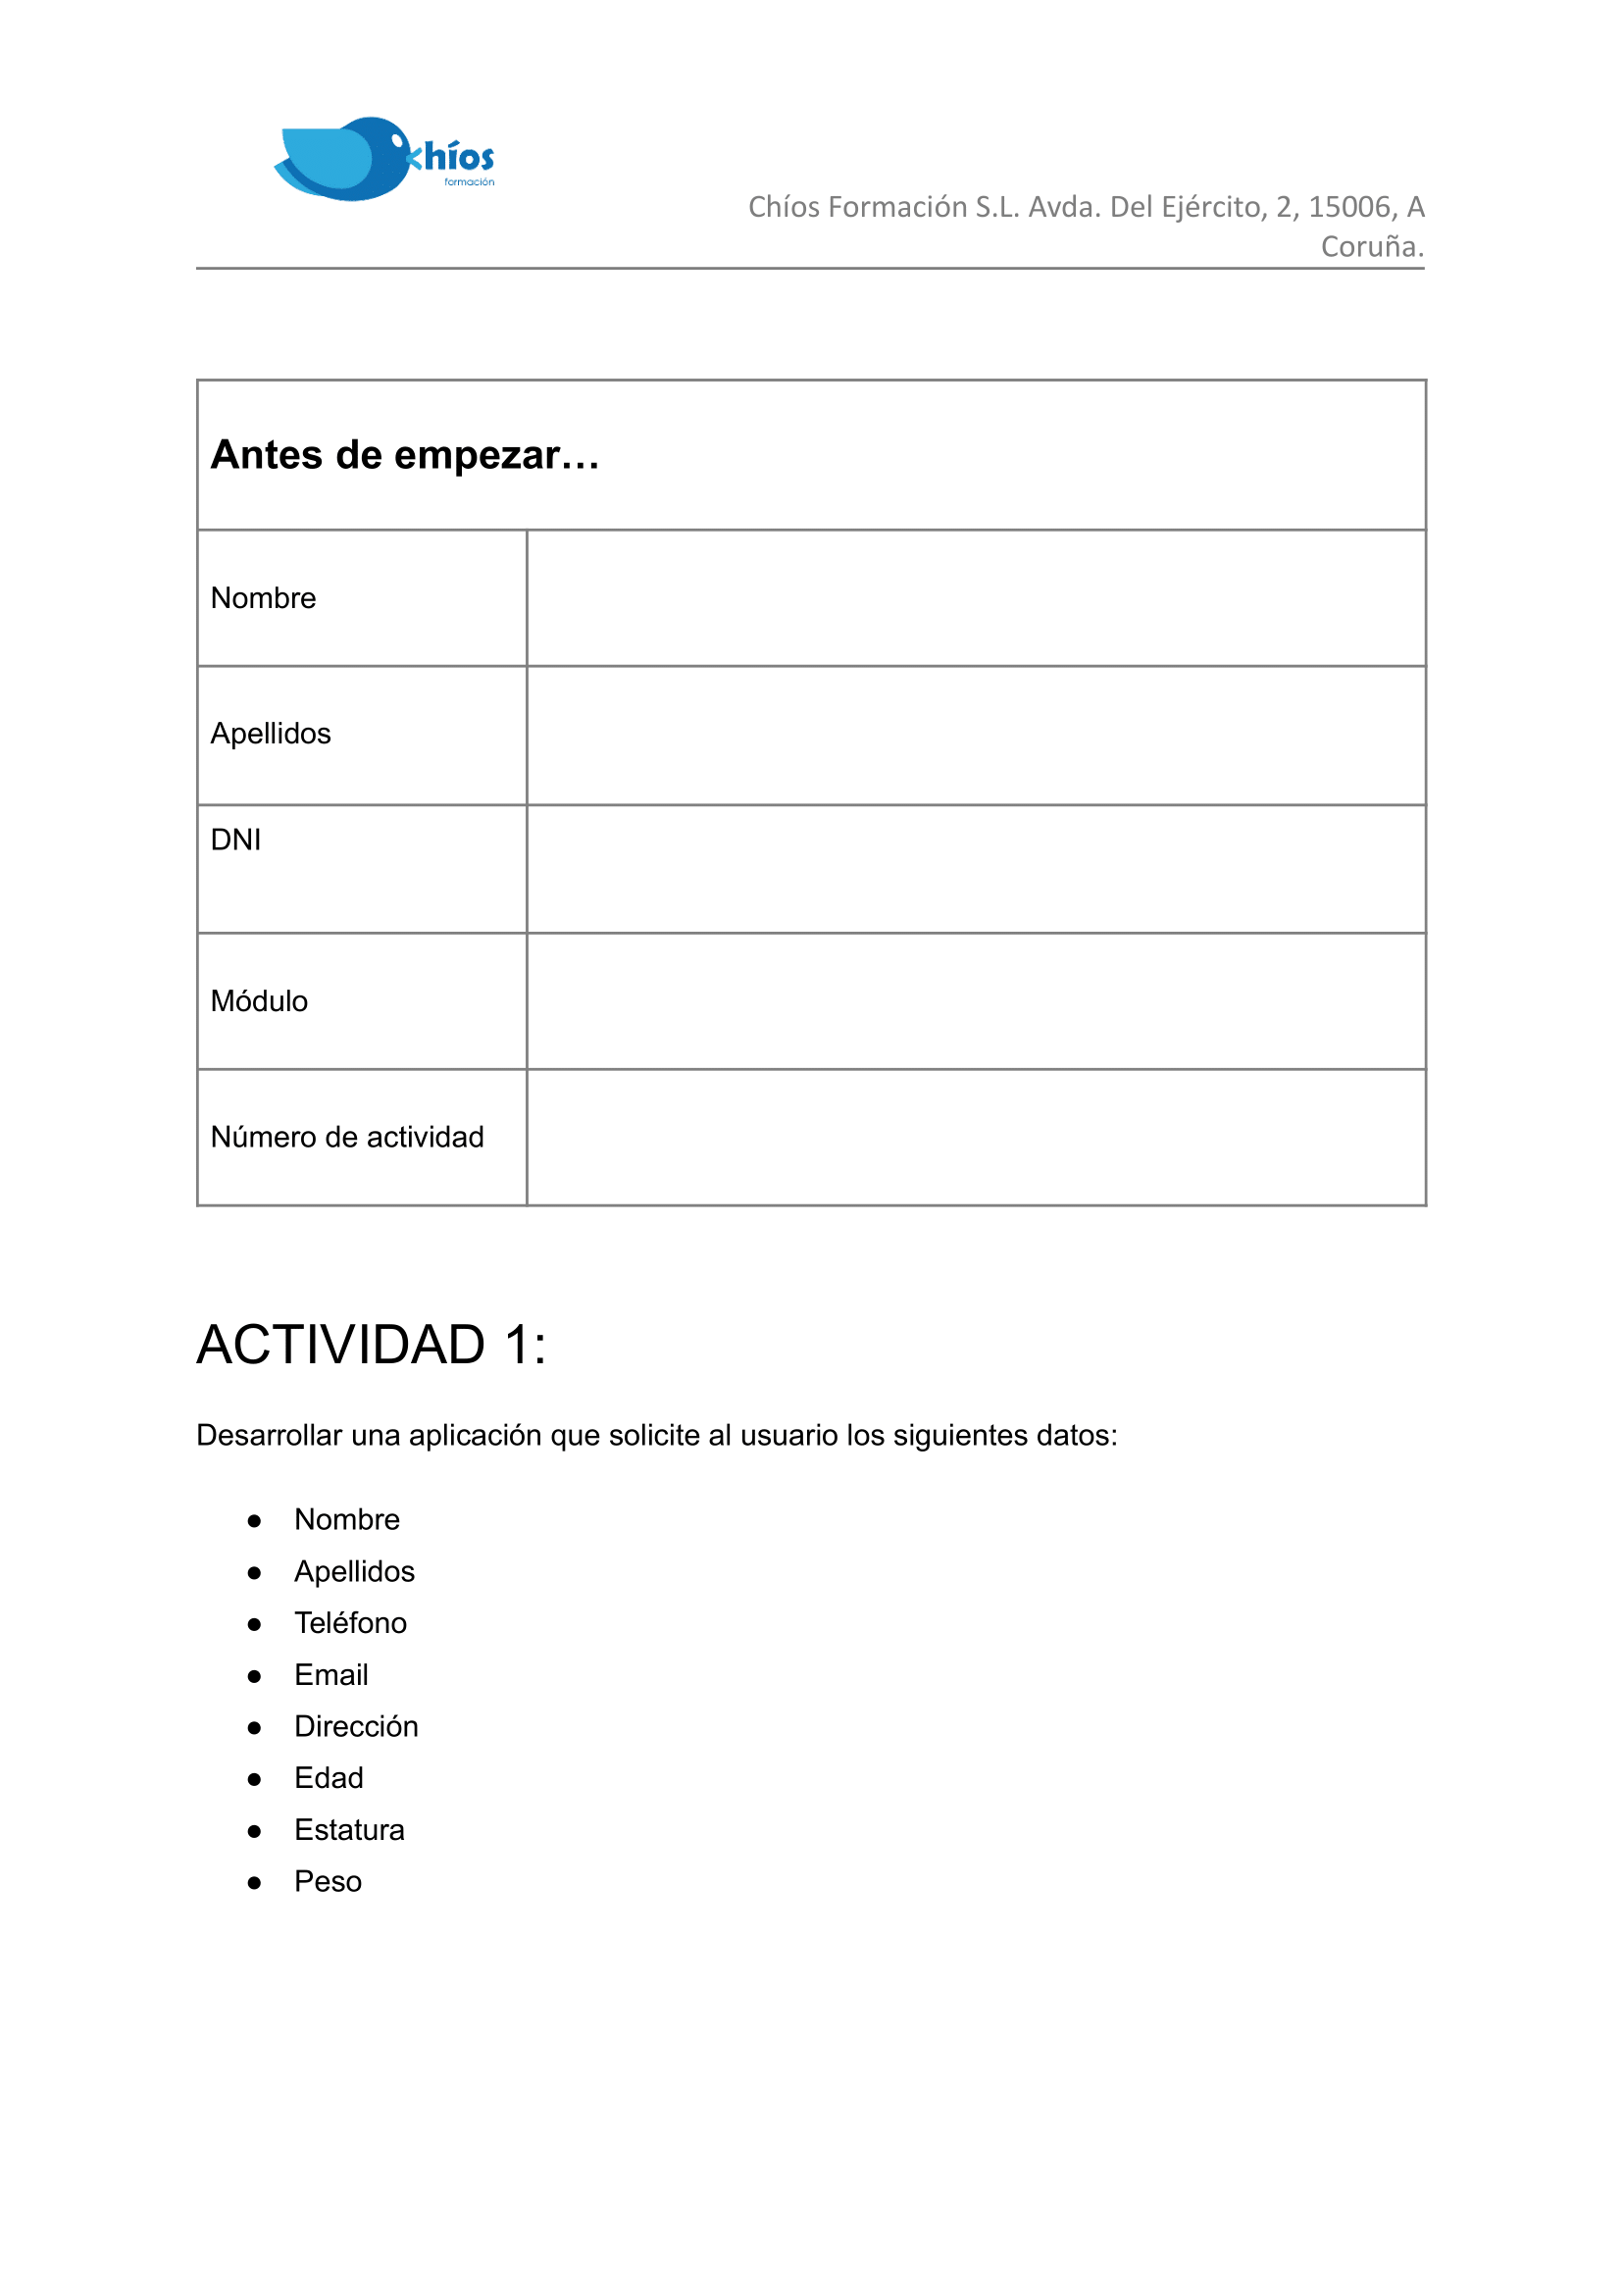 híos
formación
Chíos Formación S.L. Avda. Del Ejército, 2, 15006, A
Coruña.
Antes de empezar…
Nombre
Apellidos
DNI
Módulo
Número de actividad
ACTIVIDAD 1:
Desarrollar una aplicación que solicite al usuario los siguientes datos:
● Nombre
● Apellidos
● Teléfono
● Email
● Dirección
● Edad
● Estatura
● Peso